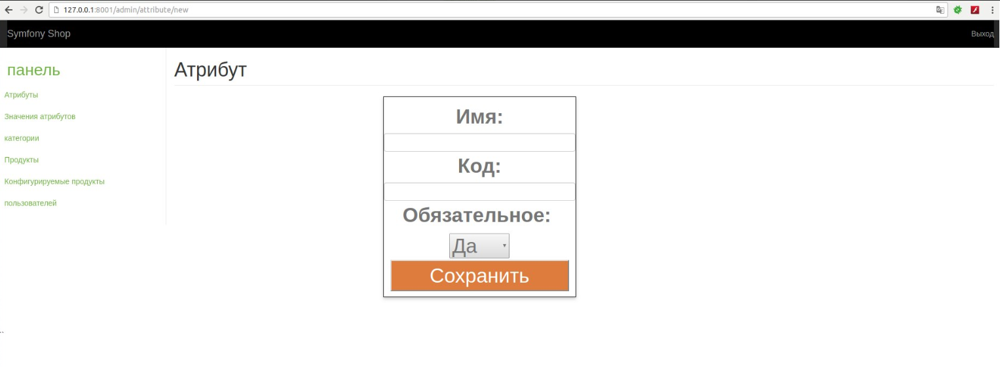 127.0.0.1:8001/admin/attribute/new
Symfony Shop
Выход
панель
Атрибуты
Значения атрибутов
категории
Продукты
Конфигурируемые продукты
пользователей
Атрибут
Имя:
Код:
Обязательное:
Да
Сохранить
``